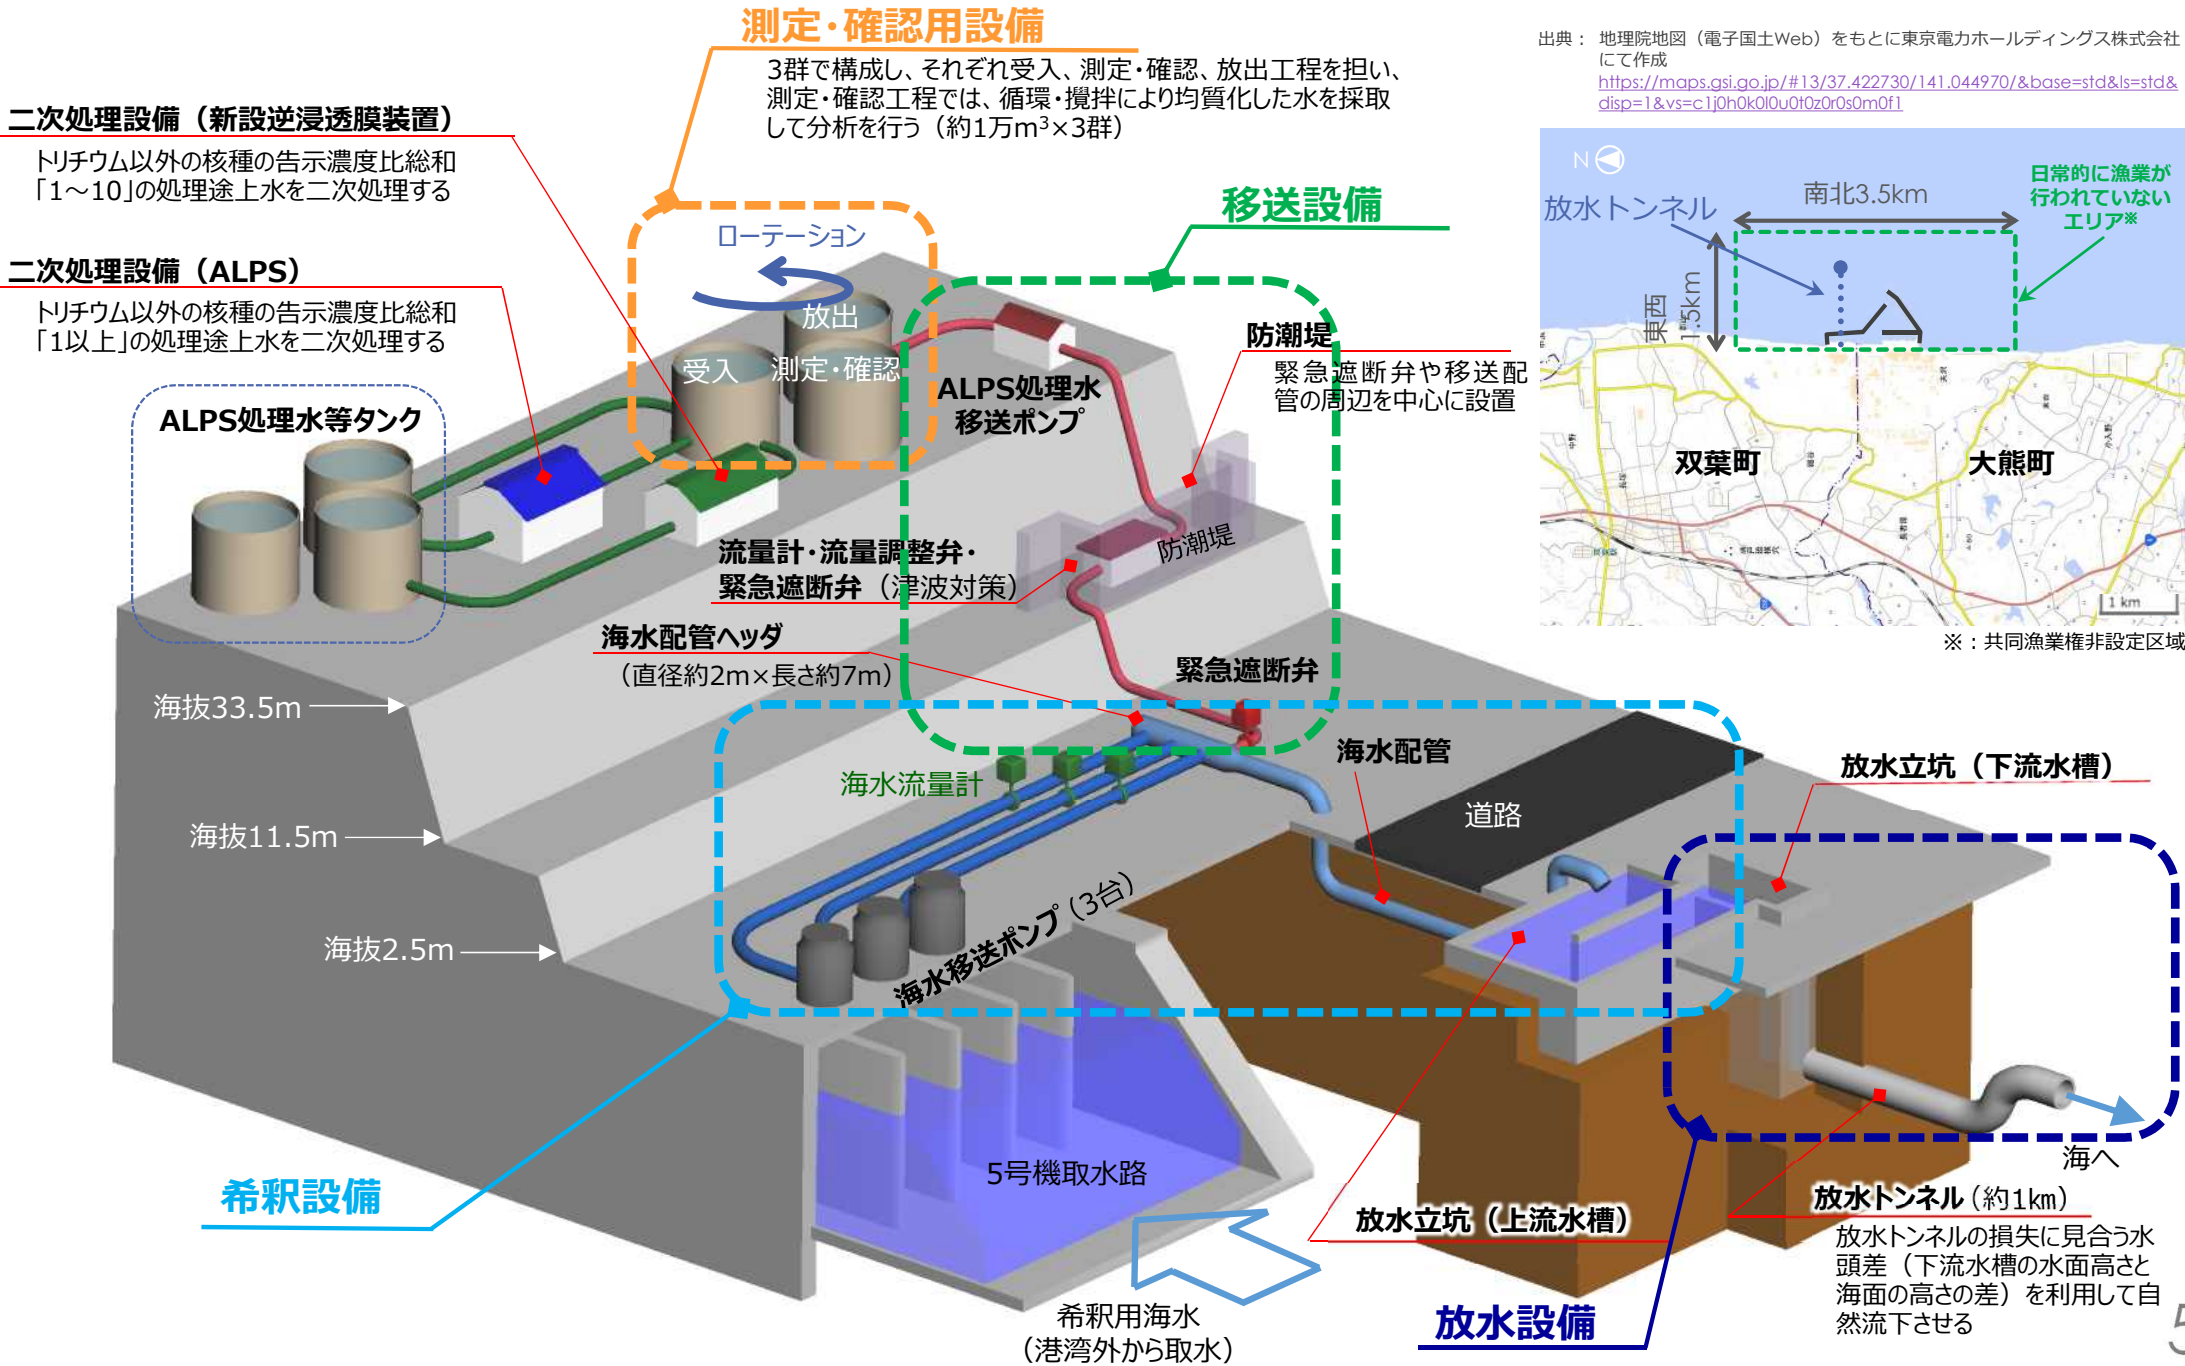 測定・確認用設備
3群で構成し、それぞれ受入、測定・確認、放出工程を担い、
測定・確認工程では、循環・攪拌により均質化した水を採取
して分析を行う（約1万m³×3群）
出典： 地理院地図（電子国土Web）をもとに東京電力ホールディングス株式会社
にて作成
https://maps.gsi.go.jp/#13/37.422730/141.044970/&base=std&ls=std&
disp=1&vs=c1j0h0k0l0u0t0z0r0s0m0f1
二次処理設備（新設逆浸透膜装置）
トリチウム以外の核種の告示濃度比総和
「1～10」の処理途上水を二次処理する
二次処理設備（ALPS）
トリチウム以外の核種の告示濃度比総和
「1以上」の処理途上水を二次処理する
ALPS処理水等タンク
ローテーション
放出
受入
測定・確認
移送設備
ALPS処理水
移送ポンプ
防潮堤
緊急遮断弁や移送配
管の周辺を中心に設置
防潮堤
N
放水トンネル
南北3.5km
東西
1.5km
日常的に漁業が
行われていない
エリア※
双葉町
大熊町
1 km
※：共同漁業権非設定区域
流量計・流量調整弁・
緊急遮断弁（津波対策）
海水配管ヘッダ
（直径約2m×長さ約7m）
緊急遮断弁
海抜33.5m
海抜11.5m
海抜2.5m
海水流量計
海水配管
道路
放水立坑（下流水槽）
海水移送ポンプ（3台）
5号機取水路
希釈設備
希釈用海水
（港湾外から取水）
放水立坑（上流水槽）
放水設備
海へ
放水トンネル（約1km）
放水トンネルの損失に見合う水
頭差（下流水槽の水面高さと
海面の高さの差）を利用して自
然流下させる
5